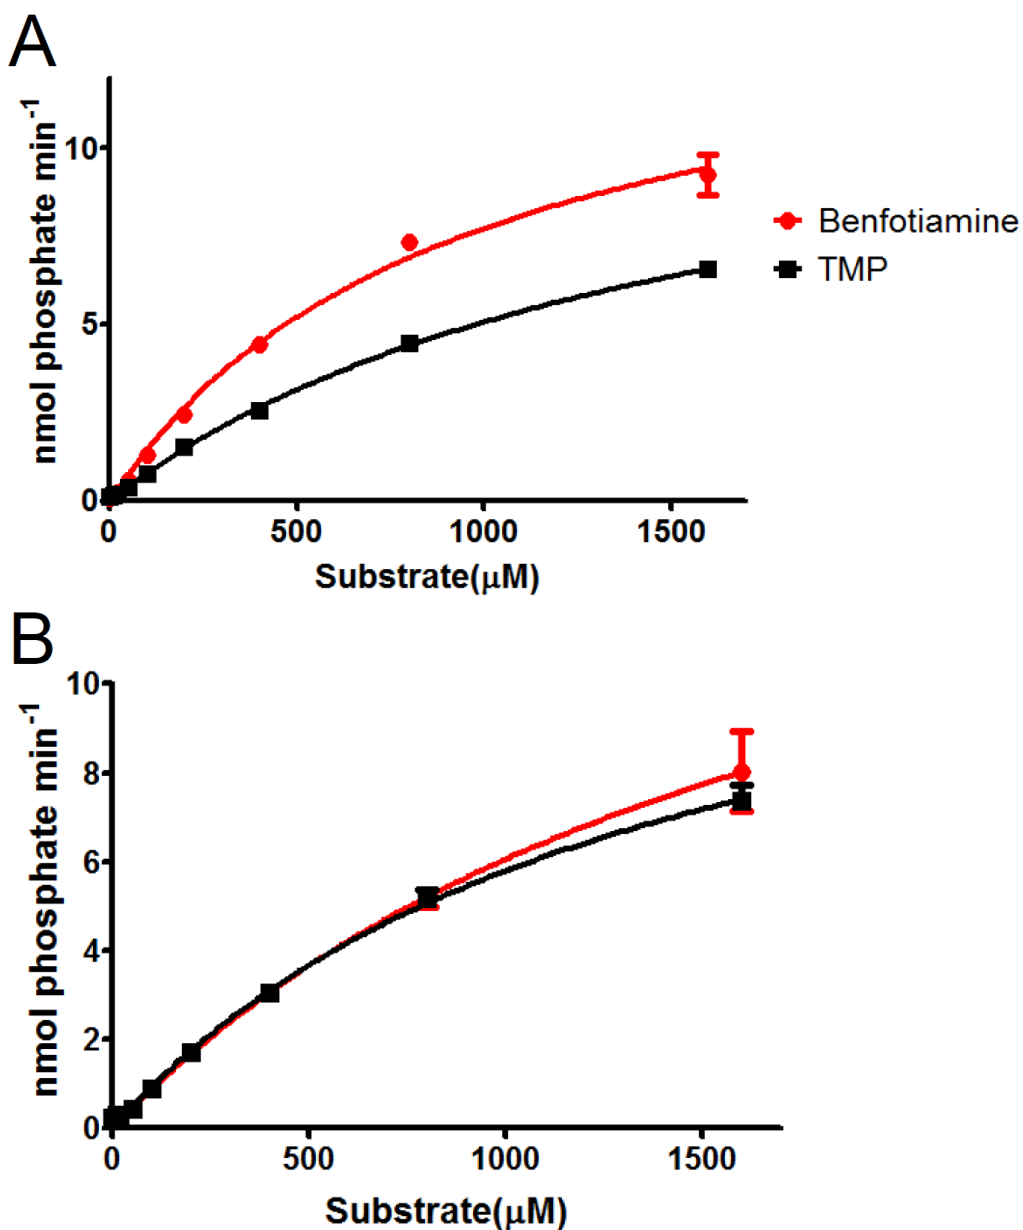 A
nmol phosphate min-1
10
5
0
0 500 1000 1500
Substrate(μM)
Benfotiamine
TMP
B
nmol phosphate min-1
10
8
6
4
2
0
0 500 1000 1500
Substrate(μM)